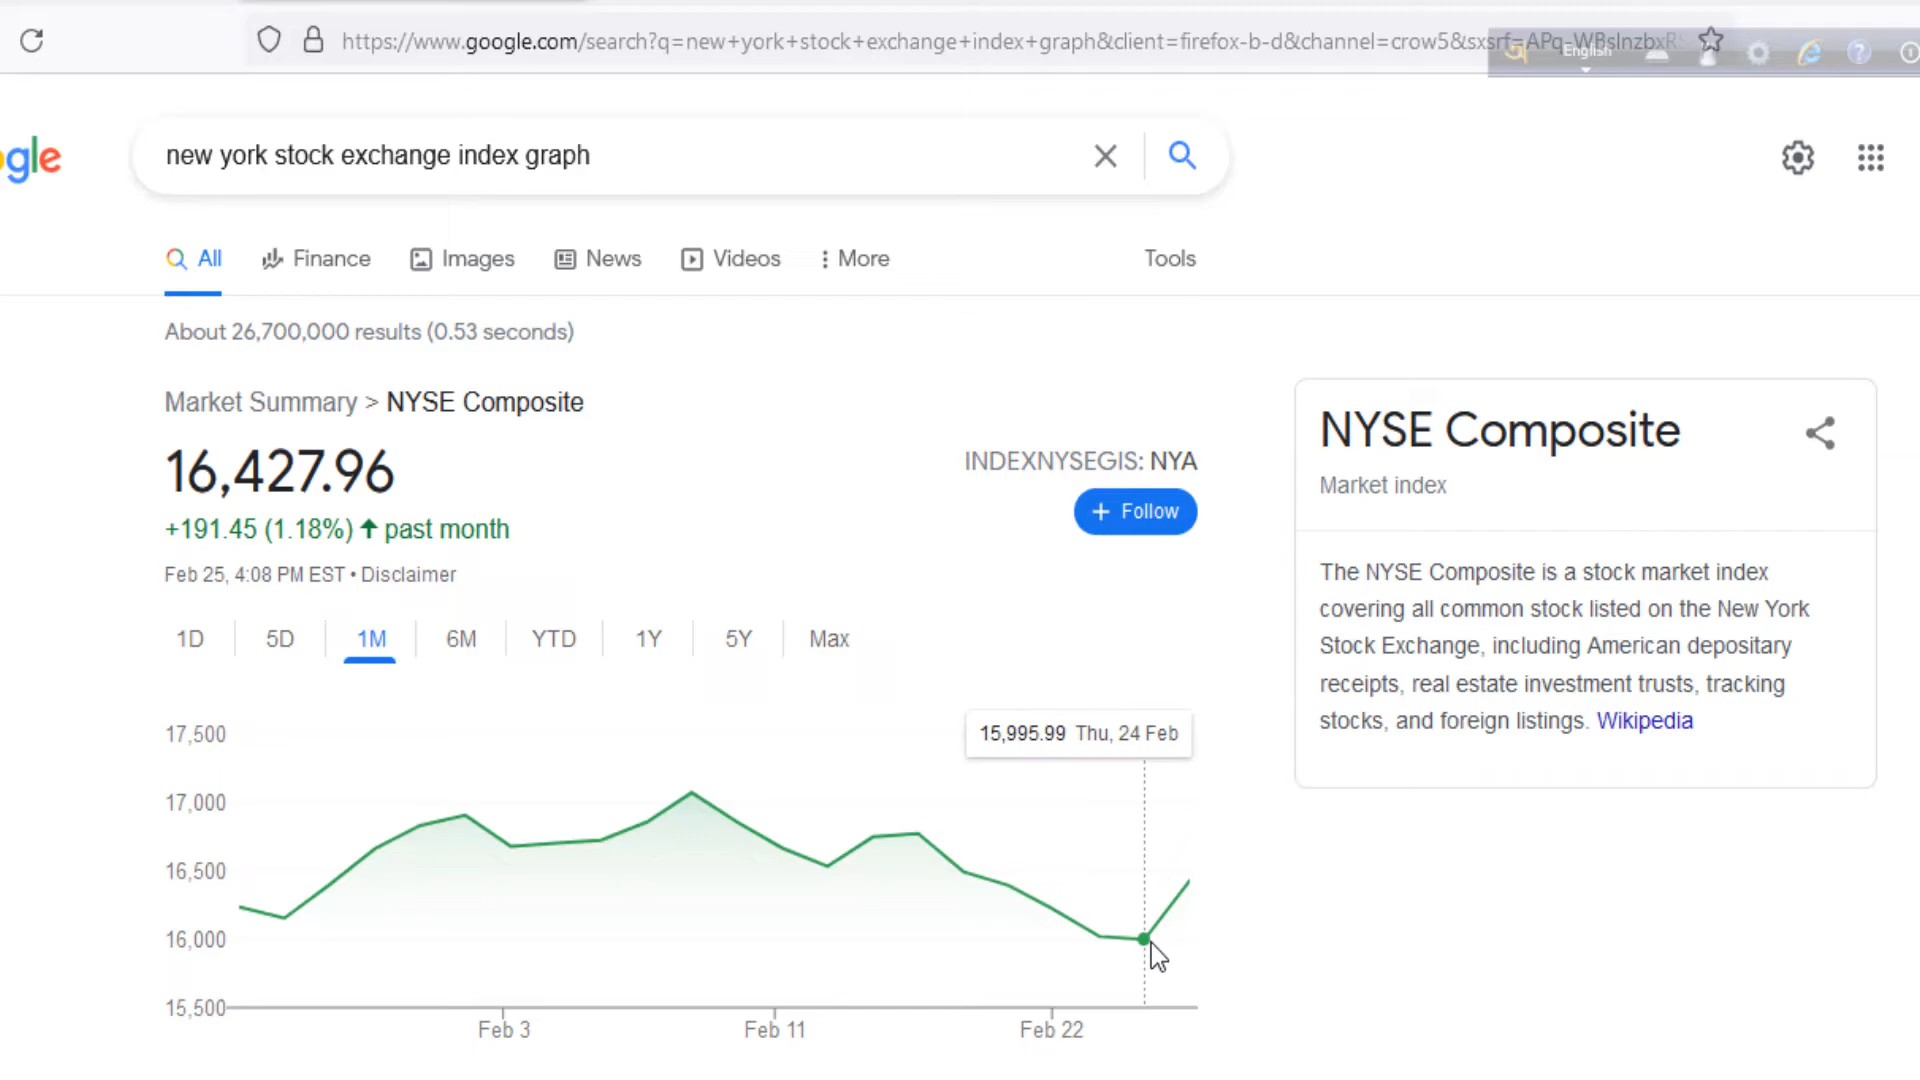 https://www.google.com/search?q=new+york+stock+exchange+index+graph&client=firefox-b-d&channel=crow5&sxsrf=APq-WBslnzbxR
English
gle
new york stock exchange index graph
All Finance Images News Videos More Tools
About 26,700,000 results (0.53 seconds)
Market Summary > NYSE Composite
16,427.96
+191.45 (1.18%) past month
Feb 25, 4:08 PM EST • Disclaimer
INDEXNYSEGIS: NYA
+ Follow
1D 5D 1M 6M YTD 1Y 5Y Max
15,995.99 Thu, 24 Feb
17,500
17,000
16,500
16,000
15,500
Feb 3 Feb 11 Feb 22
NYSE Composite
Market index
The NYSE Composite is a stock market index
covering all common stock listed on the New York
Stock Exchange, including American depositary
receipts, real estate investment trusts, tracking
stocks, and foreign listings. Wikipedia